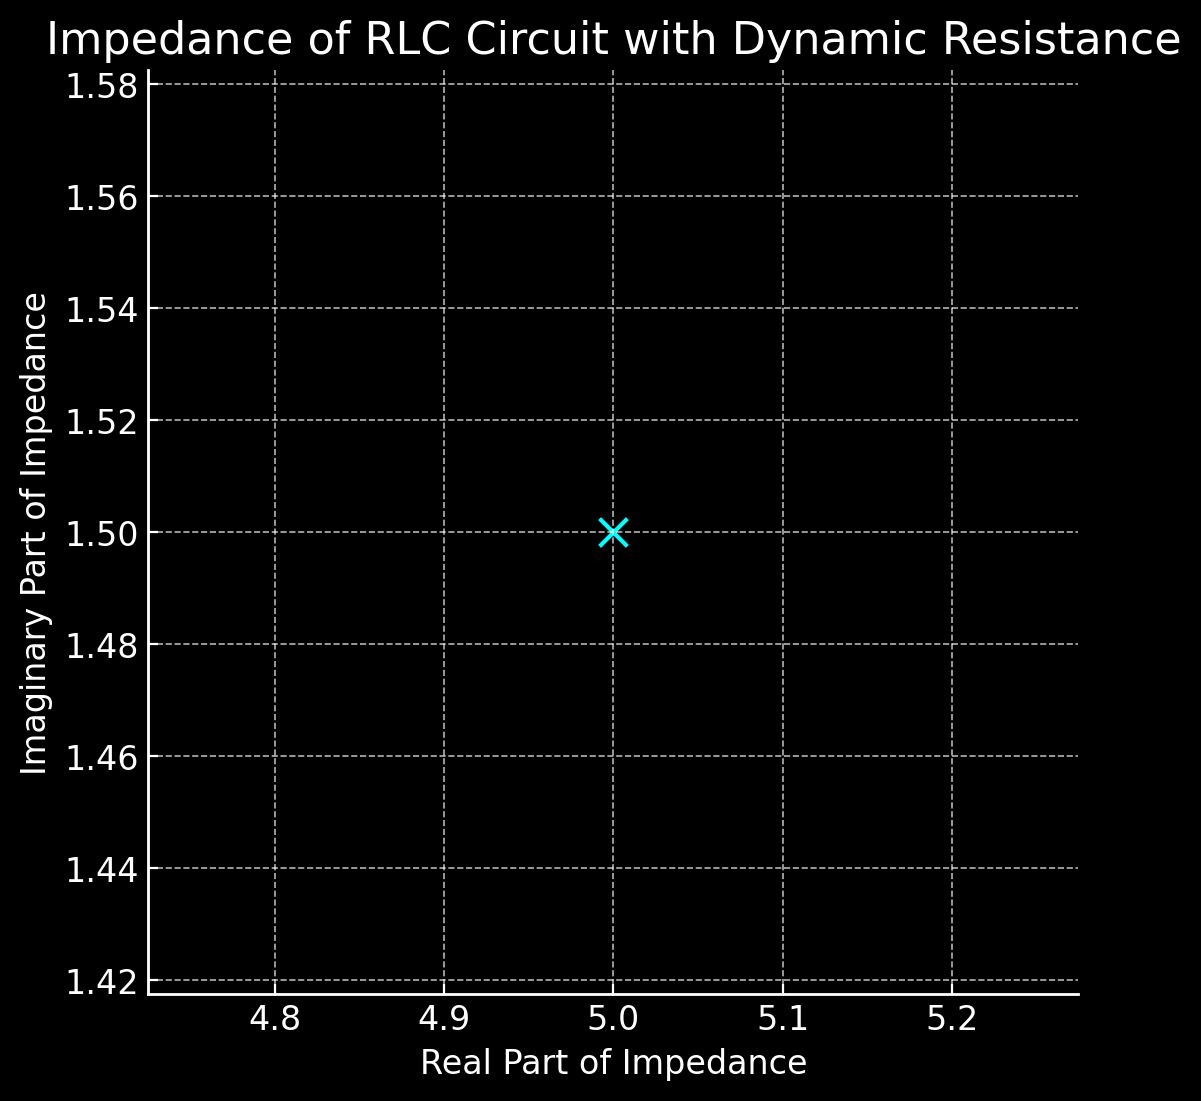 Impedance of RLC Circuit with Dynamic Resistance
1.58
1.56
1.54
1.52
1.50
1.48
1.46
1.44
1.42
Imaginary Part of Impedance
4.8 4.9 5.0 5.1 5.2
Real Part of Impedance